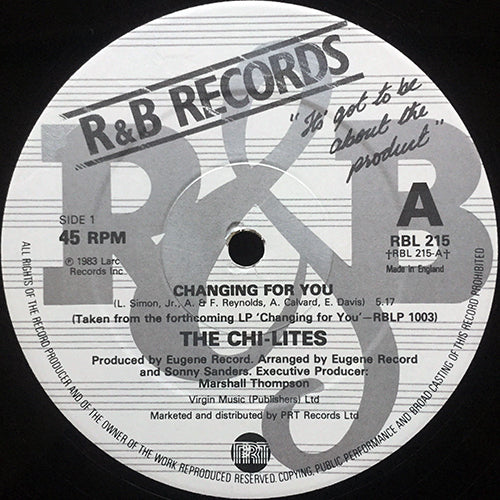 R&B RECORDS
"It's got to be
about the
product"
R&B
SIDE 1
45 RPM
℗ 1983 Larc
Records Inc.
A
RBL 215
†RBL 215-A†
Made in England
CHANGING FOR YOU
(L. Simon, Jr., A. & F. Reynolds, A. Calvard, E. Davis) 5.17
(Taken from the forthcoming LP 'Changing for You'–RBLP 1003)
THE CHI-LITES
Produced by Eugene Record. Arranged by Eugene Record
and Sonny Sanders. Executive Producer:
Marshall Thompson
Virgin Music (Publishers) Ltd
Marketed and distributed by PRT Records Ltd
PRT
ALL RIGHTS OF THE RECORD PRODUCER AND OF THE OWNER OF THE WORK REPRODUCED RESERVED. COPYING, PUBLIC PERFORMANCE AND BROADCASTING OF THIS RECORD PROHIBITED